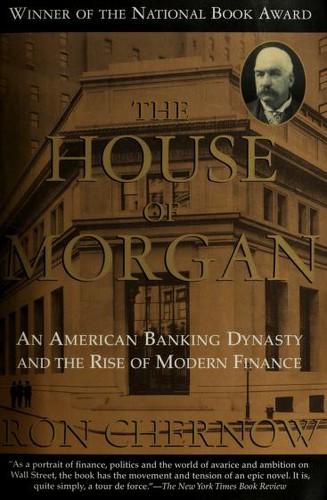 WINNER OF THE NATIONAL BOOK AWARD
THE
HOUSE
OF
MORGAN
AN AMERICAN BANKING DYNASTY
AND THE RISE OF MODERN FINANCE
RON CHERNOW
"As a portrait of finance, politics and the world of avarice and ambition on
Wall Street, the book has the movement and tension of an epic novel. It is,
quite simply, a tour de force."—The New York Times Book Review